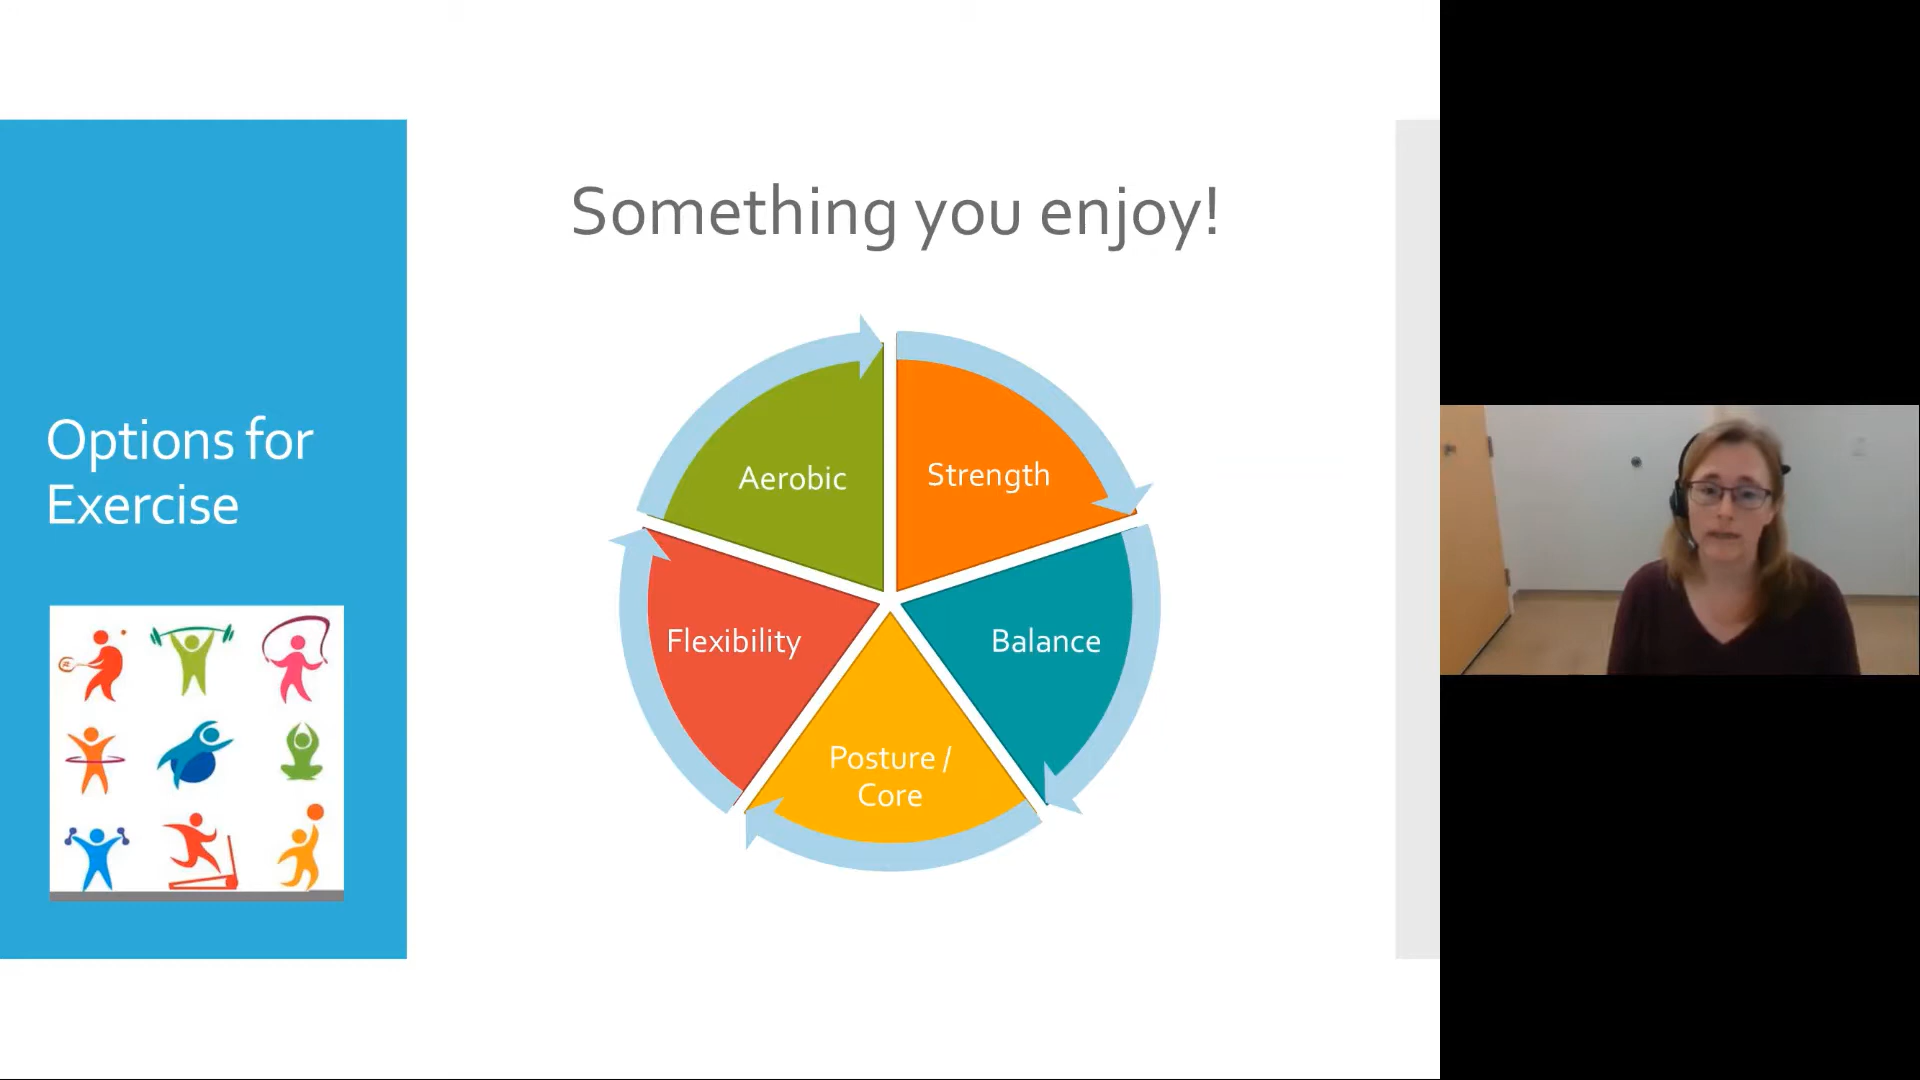 Options for
Exercise
Something you enjoy!
Aerobic
Strength
Flexibility
Balance
Posture /
Core